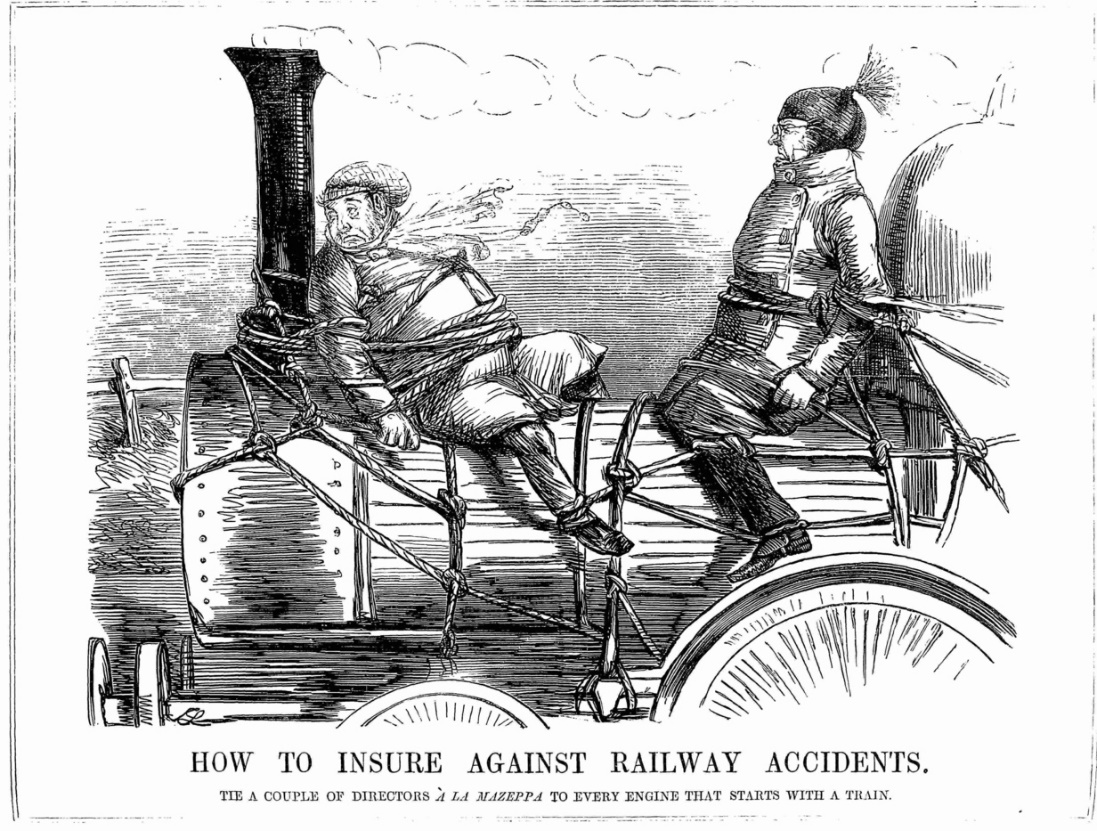 HOW TO INSURE AGAINST RAILWAY ACCIDENTS.
TIE A COUPLE OF DIRECTORS À LA MAZEPPA TO EVERY ENGINE THAT STARTS WITH A TRAIN.